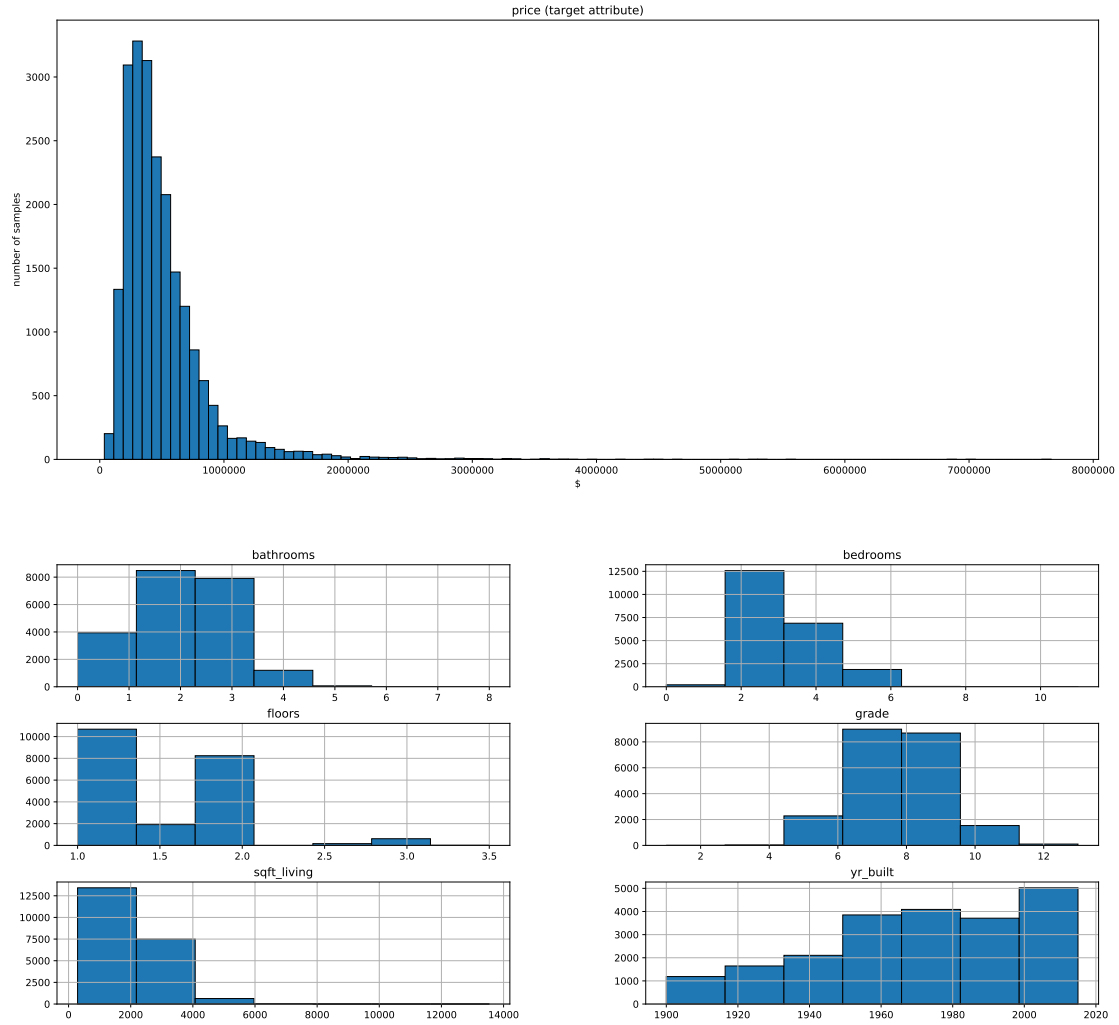 price (target attribute)
3000
2500
2000
1500
1000
500
0
number of samples
0 1000000 2000000 3000000 4000000 5000000 6000000 7000000 8000000
$
bathrooms
8000
6000
4000
2000
0
0 1 2 3 4 5 6 7 8
bedrooms
12500
10000
7500
5000
2500
0
0 2 4 6 8 10
floors
10000
8000
6000
4000
2000
0
1.0 1.5 2.0 2.5 3.0 3.5
grade
8000
6000
4000
2000
0
2 4 6 8 10 12
sqft_living
12500
10000
7500
5000
2500
0
0 2000 4000 6000 8000 10000 12000 14000
yr_built
5000
4000
3000
2000
1000
0
1900 1920 1940 1960 1980 2000 2020